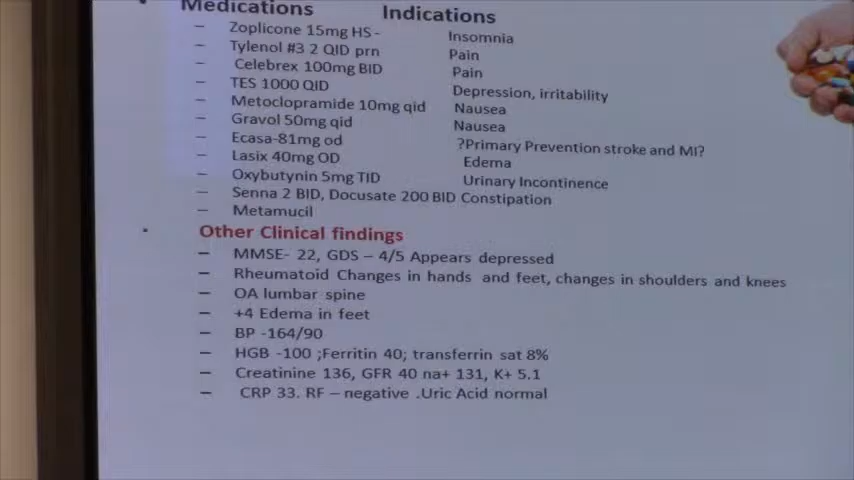 Medications Indications
– Zoplicone 15mg HS - Insomnia
– Tylenol #3 2 QID prn Pain
– Celebrex 100mg BID Pain
– TES 1000 QID Depression, irritability
– Metoclopramide 10mg qid Nausea
– Gravol 50mg qid Nausea
– Ecasa-81mg od ?Primary Prevention stroke and MI?
– Lasix 40mg OD Edema
– Oxybutynin 5mg TID Urinary Incontinence
– Senna 2 BID, Docusate 200 BID Constipation
– Metamucil
• Other Clinical findings
– MMSE- 22, GDS – 4/5 Appears depressed
– Rheumatoid Changes in hands and feet, changes in shoulders and knees
– OA lumbar spine
– +4 Edema in feet
– BP -164/90
– HGB -100 ;Ferritin 40; transferrin sat 8%
– Creatinine 136, GFR 40 na+ 131, K+ 5.1
– CRP 33. RF – negative .Uric Acid normal